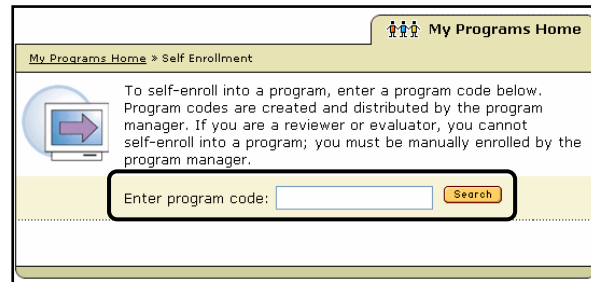 My Programs Home
My Programs Home » Self Enrollment
To self-enroll into a program, enter a program code below.
Program codes are created and distributed by the program
manager. If you are a reviewer or evaluator, you cannot
self-enroll into a program; you must be manually enrolled by the
program manager.
Enter program code: Search